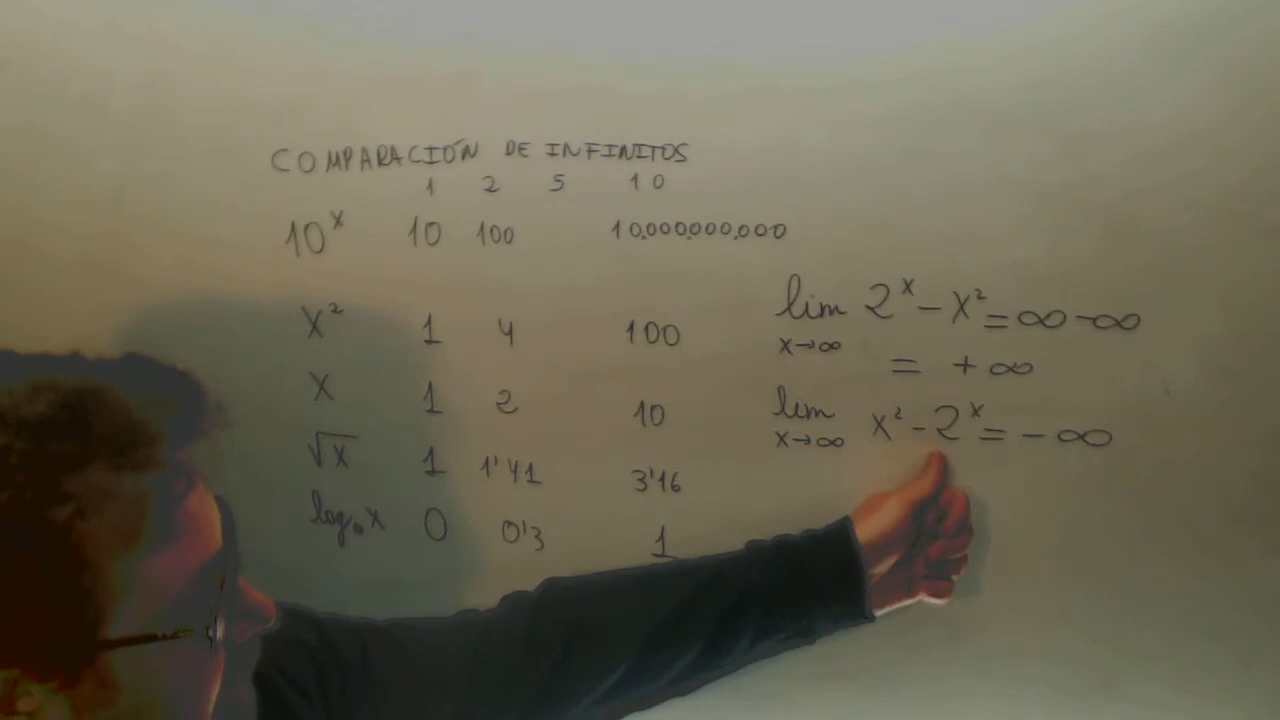 COMPARACIÓN DE INFINITOS
1 2 5 10
10^x 10 100 10.000.000.000
x² 1 4 100
x 1 2 10
√x 1 1'41 3'16
log₁₀ x 0 0'3 1
lim x→∞ 2^x - x² = ∞ - ∞
= +∞
lim x→∞ x² - 2^x = -∞